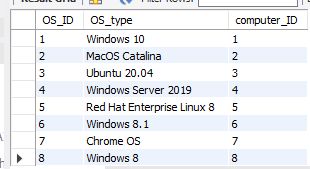 Result Grid Filter Rows:
OS_ID OS_type computer_ID
1 Windows 10 1
2 MacOS Catalina 2
3 Ubuntu 20.04 3
4 Windows Server 2019 4
5 Red Hat Enterprise Linux 8 5
6 Windows 8.1 6
7 Chrome OS 7
8 Windows 8 8